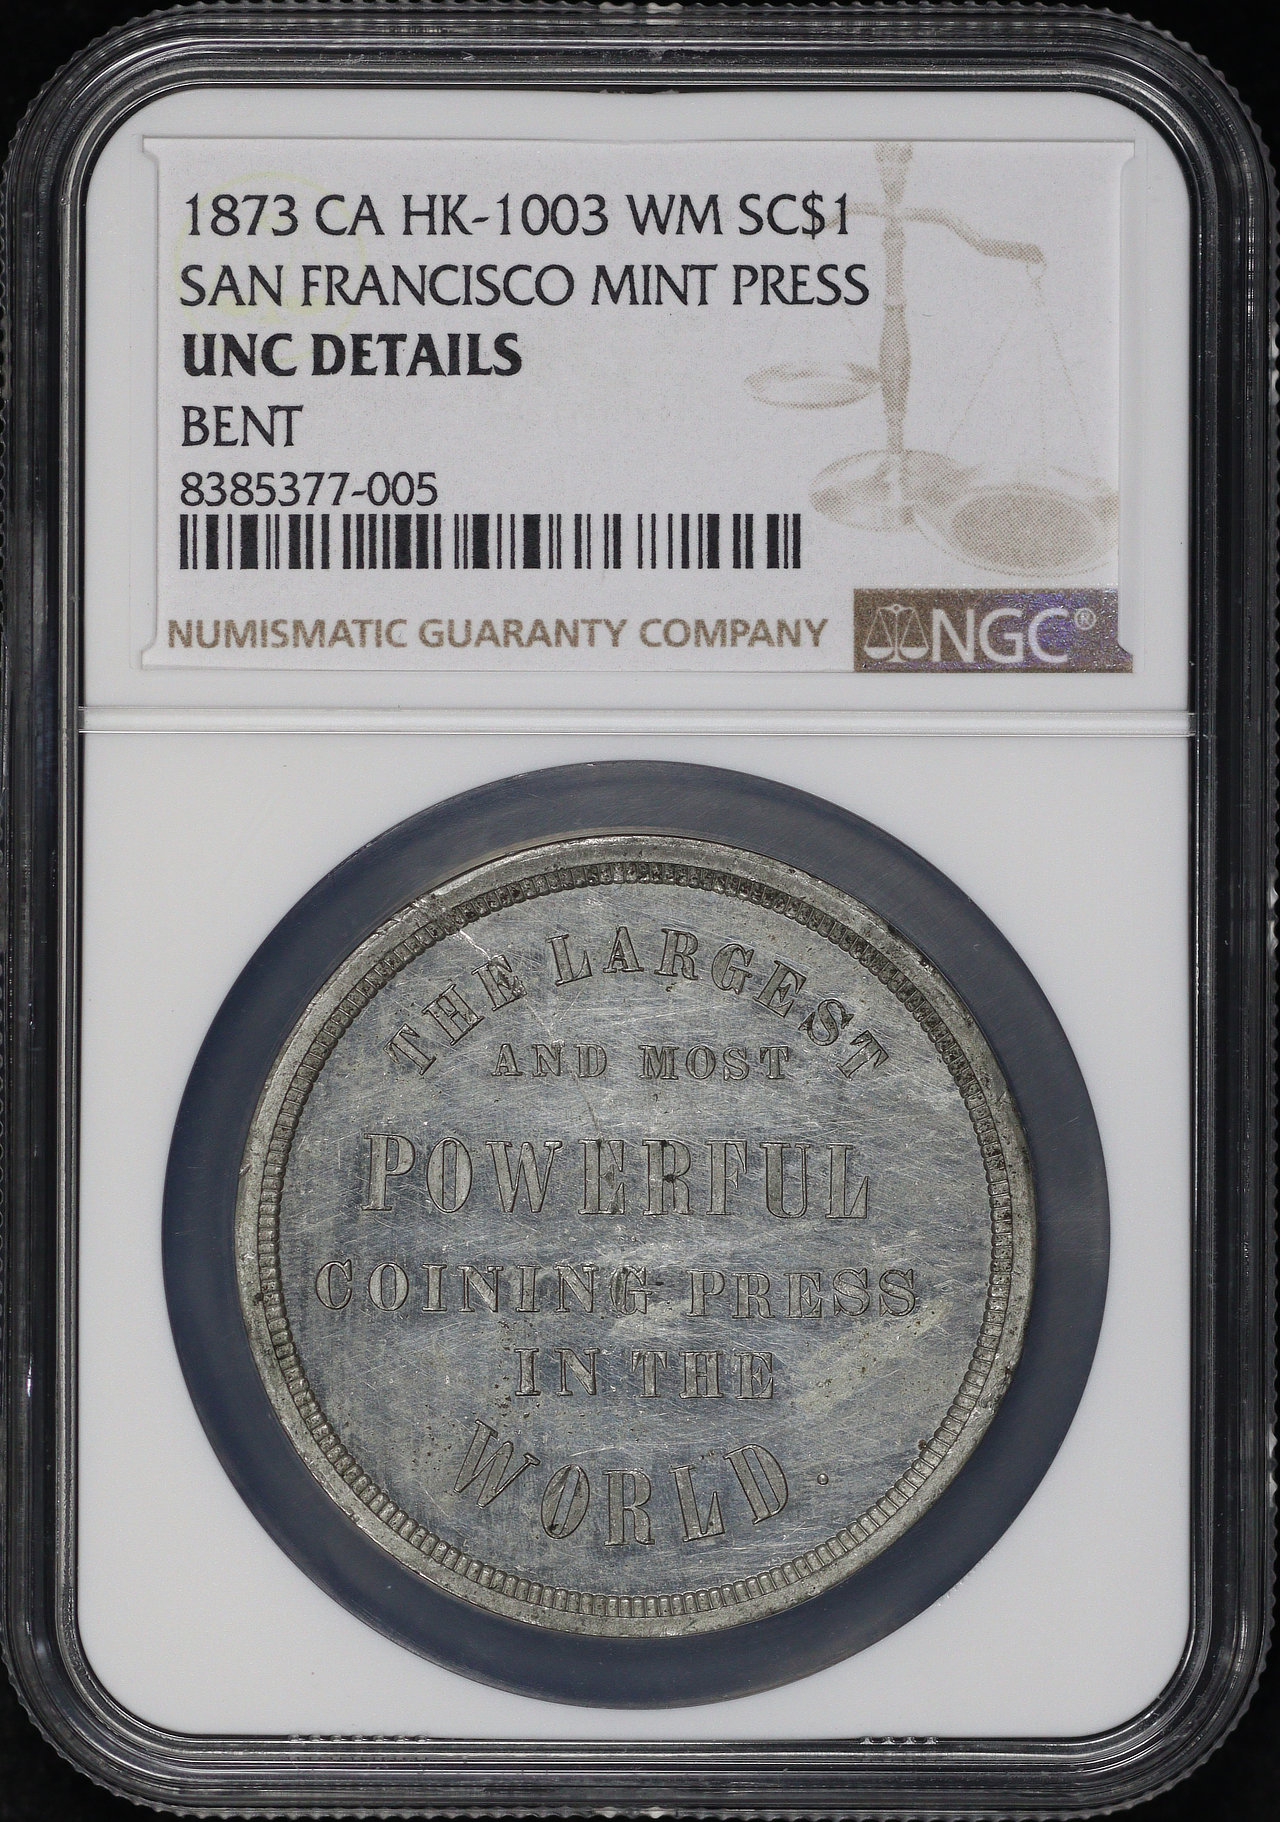 1873 CA HK-1003 WM SC$1
SAN FRANCISCO MINT PRESS
UNC DETAILS
BENT
8385377-005
NUMISMATIC GUARANTY COMPANY
NGC®
THE LARGEST
AND MOST
POWERFUL
COINING PRESS
IN THE
WORLD.